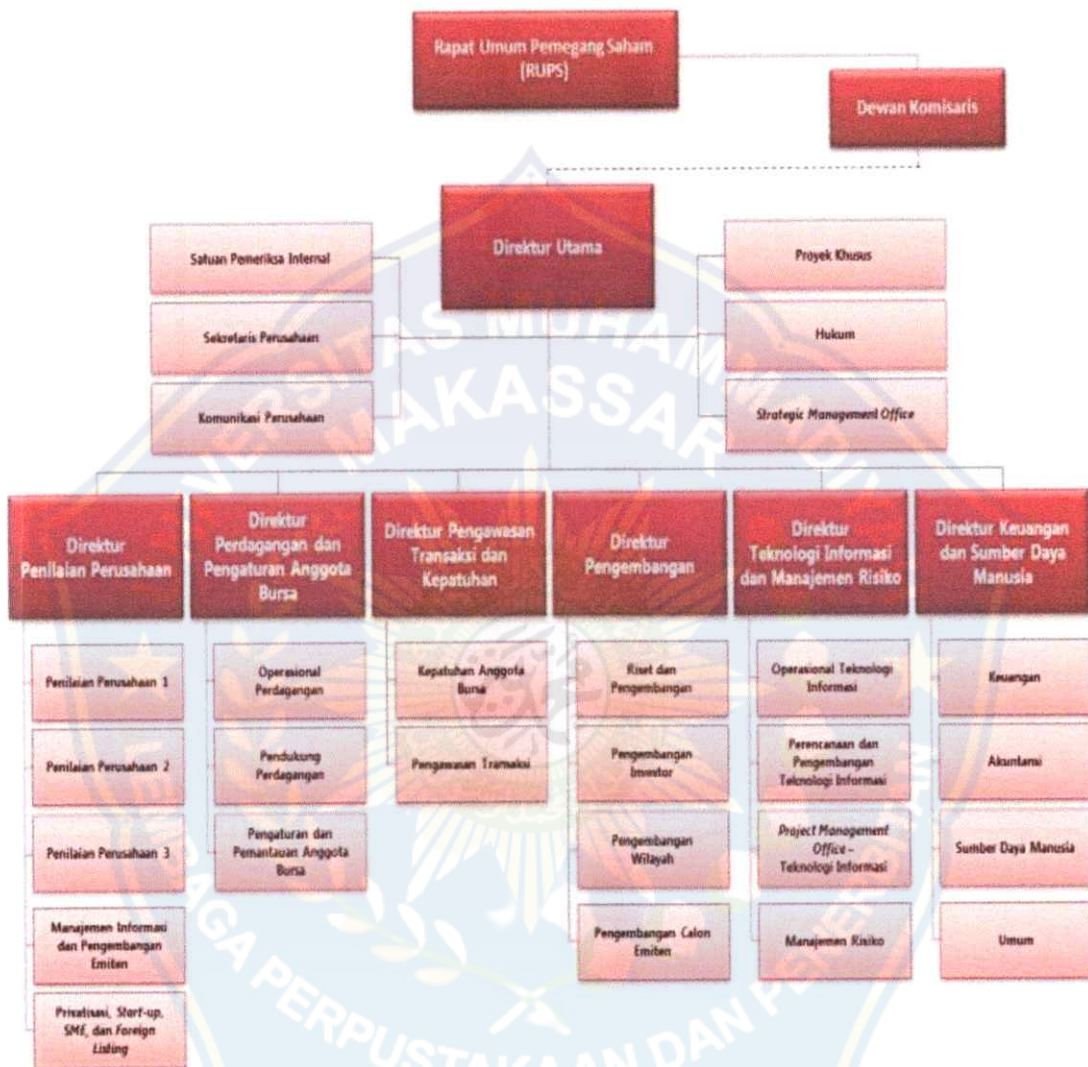 Rapat Umum Pemegang Saham
(RUPS)
Dewan Komisaris
Direktur Utama
Satuan Pemeriksa Internal
Proyek Khusus
Sekretaris Perusahaan
Hukum
Komunikasi Perusahaan
Strategic Management Office
Direktur
Penilaian Perusahaan
Direktur
Perdagangan dan
Pengaturan Anggota
Bursa
Direktur Pengawasan
Transaksi dan
Kepatuhan
Direktur
Pengembangan
Direktur
Teknologi Informasi
dan Manajemen Risiko
Direktur Keuangan
dan Sumber Daya
Manusia
Penilaian Perusahaan 1
Penilaian Perusahaan 2
Penilaian Perusahaan 3
Manajemen Informasi
dan Pengembangan
Emiten
Privatisasi, Start-up,
SME, dan Foreign
Listing
Operasional
Perdagangan
Pendukung
Perdagangan
Pengaturan dan
Pemantauan Anggota
Bursa
Kepatuhan Anggota
Bursa
Pengawasan Transaksi
Riset dan
Pengembangan
Pengembangan
Investor
Pengembangan
Wilayah
Pengembangan Calon
Emiten
Operasional Teknologi
Informasi
Perencanaan dan
Pengembangan
Teknologi Informasi
Project Management
Office –
Teknologi Informasi
Manajemen Risiko
Keuangan
Akuntansi
Sumber Daya Manusia
Umum
MAKASSAR
LEMBAGA PERPUSTAKAAN DAN PENERBITAN